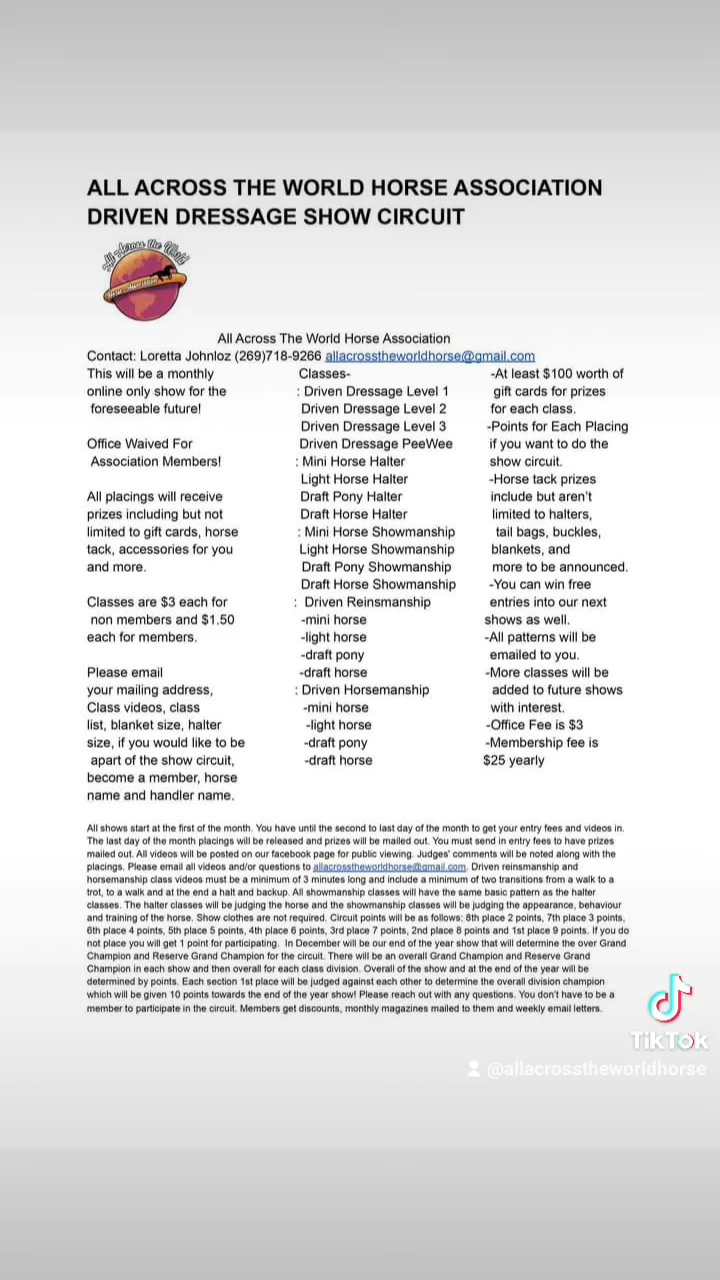 ALL ACROSS THE WORLD HORSE ASSOCIATION
DRIVEN DRESSAGE SHOW CIRCUIT
All Across the World
Horse Association
All Across The World Horse Association
Contact: Loretta Johnloz (269)718-9266 allacrosstheworldhorse@gmail.com
This will be a monthly
online only show for the
foreseeable future!
Office Waived For
Association Members!
All placings will receive
prizes including but not
limited to gift cards, horse
tack, accessories for you
and more.
Classes are $3 each for
non members and $1.50
each for members.
Please email
your mailing address,
Class videos, class
list, blanket size, halter
size, if you would like to be
apart of the show circuit,
become a member, horse
name and handler name.
Classes-
: Driven Dressage Level 1
Driven Dressage Level 2
Driven Dressage Level 3
Driven Dressage PeeWee
: Mini Horse Halter
Light Horse Halter
Draft Pony Halter
Draft Horse Halter
: Mini Horse Showmanship
Light Horse Showmanship
Draft Pony Showmanship
Draft Horse Showmanship
: Driven Reinsmanship
-mini horse
-light horse
-draft pony
-draft horse
: Driven Horsemanship
-mini horse
-light horse
-draft pony
-draft horse
-At least $100 worth of
gift cards for prizes
for each class.
-Points for Each Placing
if you want to do the
show circuit.
-Horse tack prizes
include but aren't
limited to halters,
tail bags, buckles,
blankets, and
more to be announced.
-You can win free
entries into our next
shows as well.
-All patterns will be
emailed to you.
-More classes will be
added to future shows
with interest.
-Office Fee is $3
-Membership fee is
$25 yearly
All shows start at the first of the month. You have until the second to last day of the month to get your entry fees and videos in.
The last day of the month placings will be released and prizes will be mailed out. You must send in entry fees to have prizes
mailed out. All videos will be posted on our facebook page for public viewing. Judges' comments will be noted along with the
placings. Please email all videos and/or questions to allacrosstheworldhorse@gmail.com. Driven reinsmanship and
horsemanship class videos must be a minimum of 3 minutes long and include a minimum of two transitions from a walk to a
trot, to a walk and at the end a halt and backup. All showmanship classes will have the same basic pattern as the halter
classes. The halter classes will be judging the horse and the showmanship classes will be judging the appearance, behaviour
and training of the horse. Show clothes are not required. Circuit points will be as follows: 8th place 2 points, 7th place 3 points,
6th place 4 points, 5th place 5 points, 4th place 6 points, 3rd place 7 points, 2nd place 8 points and 1st place 9 points. If you do
not place you will get 1 point for participating. In December will be our end of the year show that will determine the over Grand
Champion and Reserve Grand Champion for the circuit. There will be an overall Grand Champion and Reserve Grand
Champion in each show and then overall for each class division. Overall of the show and at the end of the year will be
determined by points. Each section 1st place will be judged against each other to determine the overall division champion
which will be given 10 points towards the end of the year show! Please reach out with any questions. You don't have to be a
member to participate in the circuit. Members get discounts, monthly magazines mailed to them and weekly email letters.
TikTok
@allacrosstheworldhorse